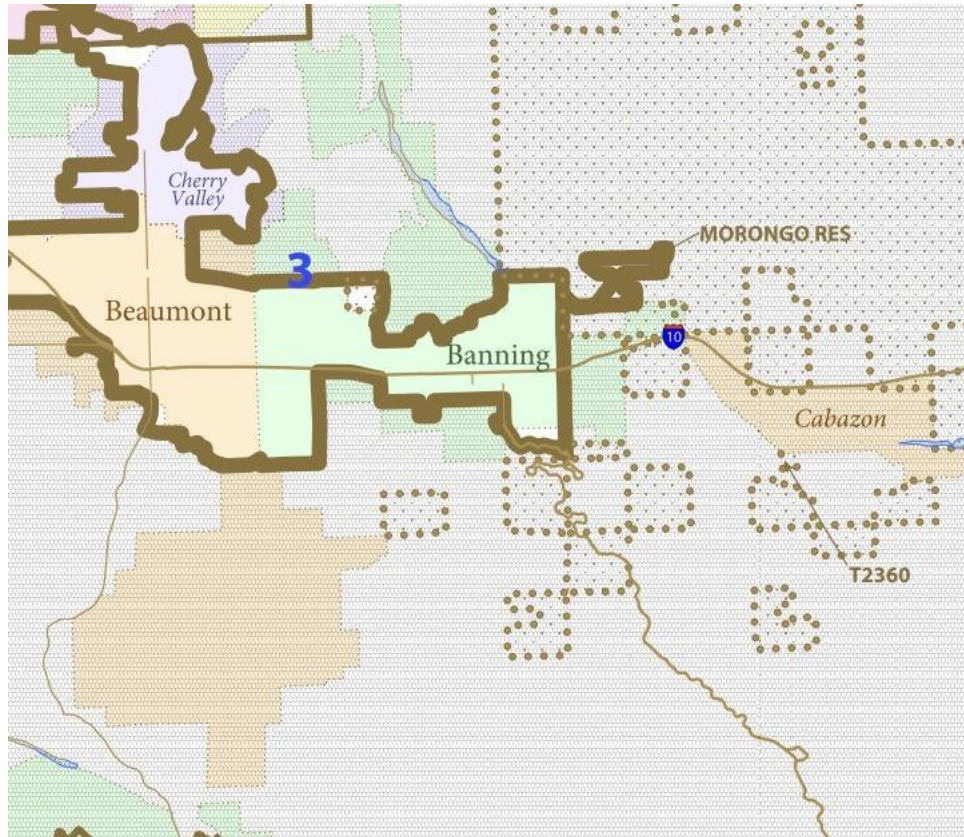 Cherry
Valley
MORONGO RES
3
Beaumont
10
Banning
Cabazon
T2360